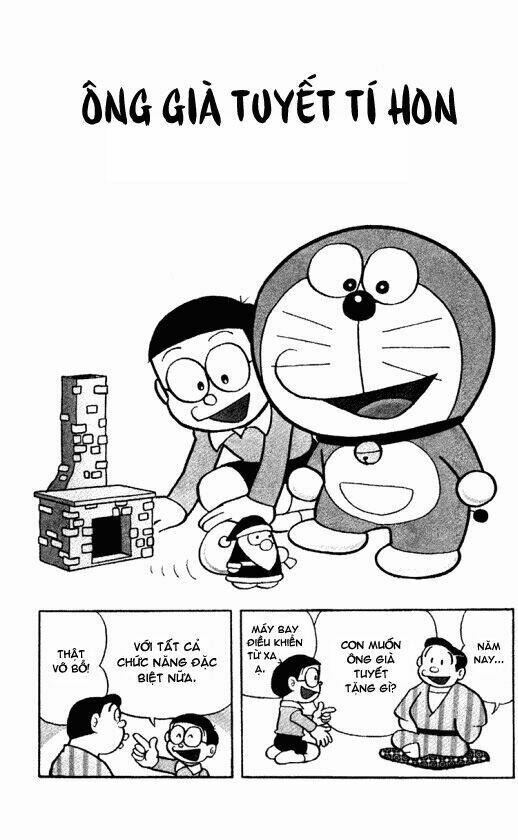 ÔNG GIÀ TUYẾT TÍ HON
NĂM
NAY...
CON MUỐN
ÔNG GIÀ
TUYẾT
TẶNG GÌ?
MÁY BAY
ĐIỀU KHIỂN
TỪ XA
Ạ.
VỚI TẤT CẢ
CHỨC NĂNG ĐẶC
BIỆT NỮA.
THẬT
VÔ BỔ!